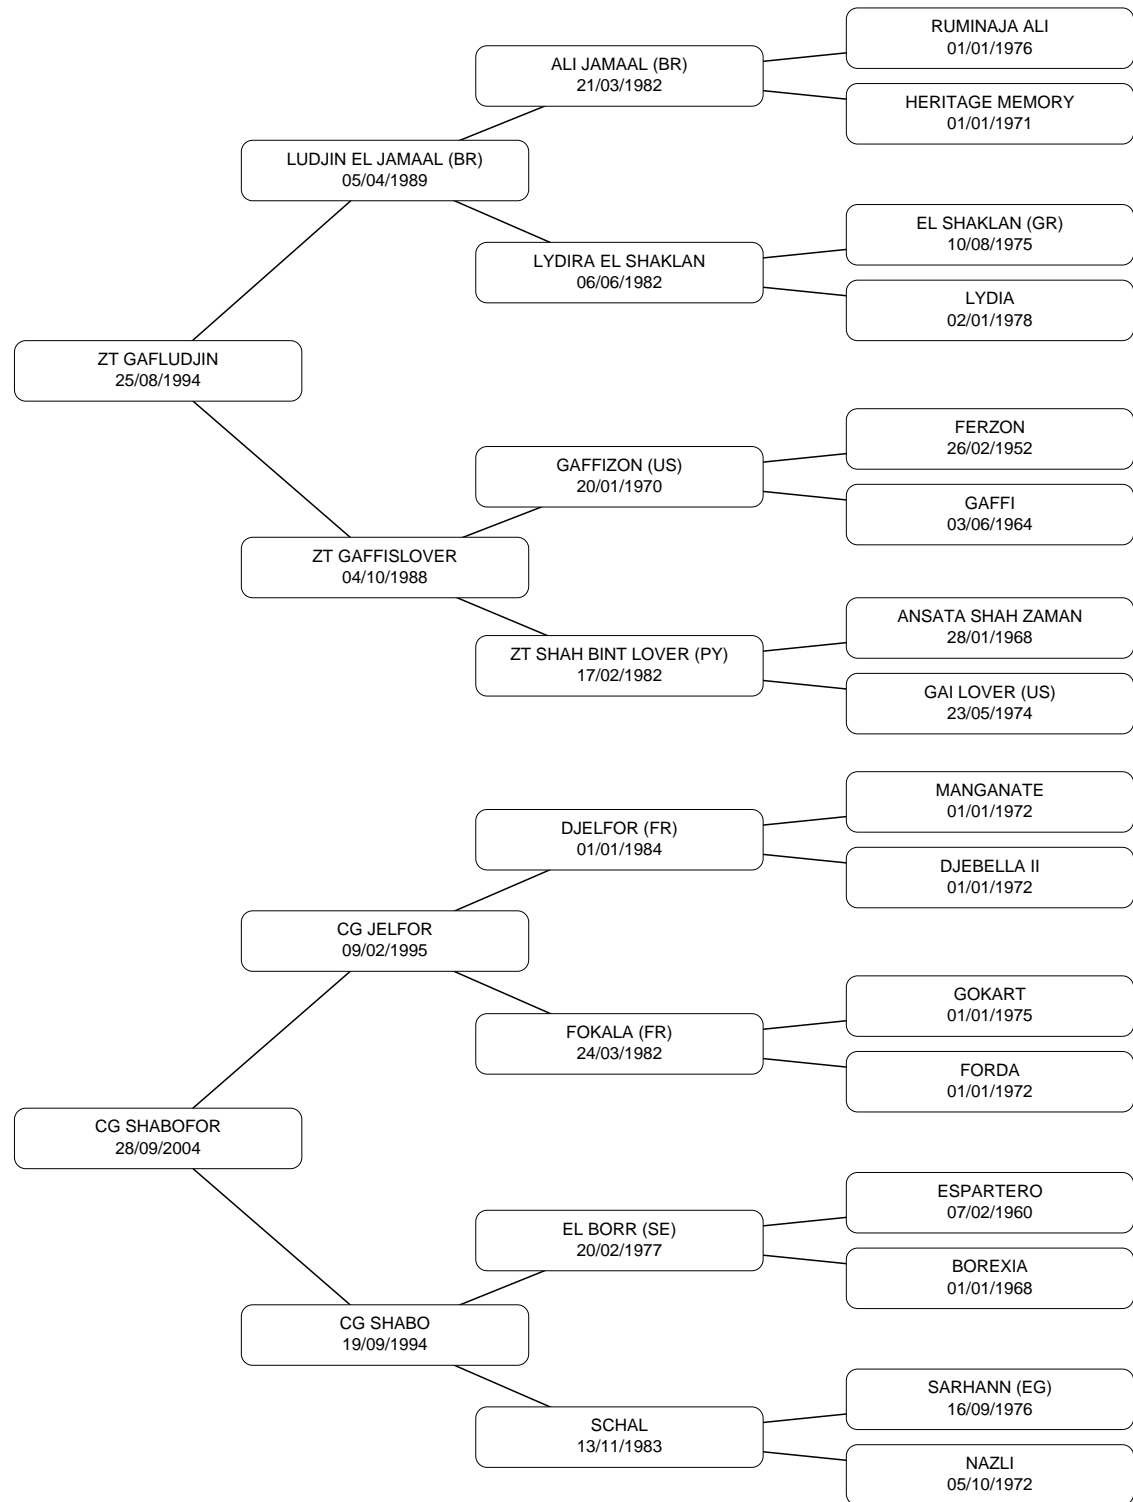 RUMINAJA ALI
01/01/1976
ALI JAMAAL (BR)
21/03/1982
HERITAGE MEMORY
01/01/1971
LUDJIN EL JAMAAL (BR)
05/04/1989
EL SHAKLAN (GR)
10/08/1975
LYDIRA EL SHAKLAN
06/06/1982
LYDIA
02/01/1978
ZT GAFLUDJIN
25/08/1994
FERZON
26/02/1952
GAFFIZON (US)
20/01/1970
GAFFI
03/06/1964
ZT GAFFISLOVER
04/10/1988
ANSATA SHAH ZAMAN
28/01/1968
ZT SHAH BINT LOVER (PY)
17/02/1982
GAI LOVER (US)
23/05/1974
MANGANATE
01/01/1972
DJELFOR (FR)
01/01/1984
DJEBELLA II
01/01/1972
CG JELFOR
09/02/1995
GOKART
01/01/1975
FOKALA (FR)
24/03/1982
FORDA
01/01/1972
CG SHABOFOR
28/09/2004
ESPARTERO
07/02/1960
EL BORR (SE)
20/02/1977
BOREXIA
01/01/1968
CG SHABO
19/09/1994
SARHANN (EG)
16/09/1976
SCHAL
13/11/1983
NAZLI
05/10/1972